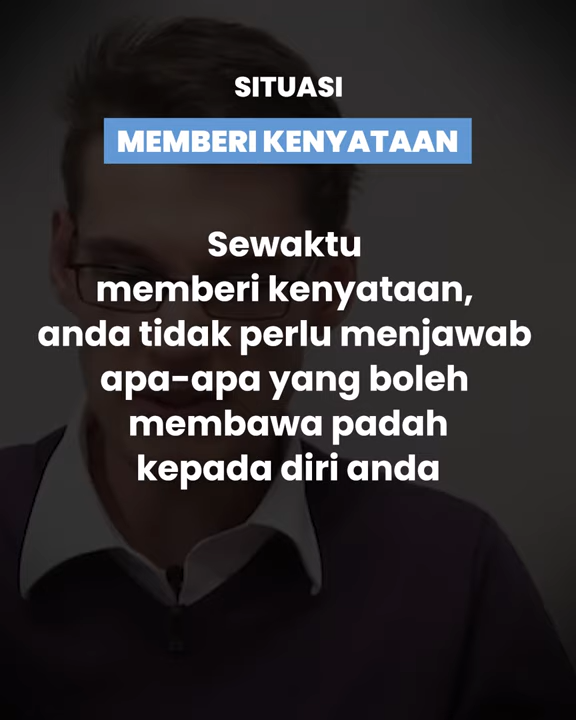 SITUASI
MEMBERI KENYATAAN
Sewaktu
memberi kenyataan,
anda tidak perlu menjawab
apa-apa yang boleh
membawa padah
kepada diri anda